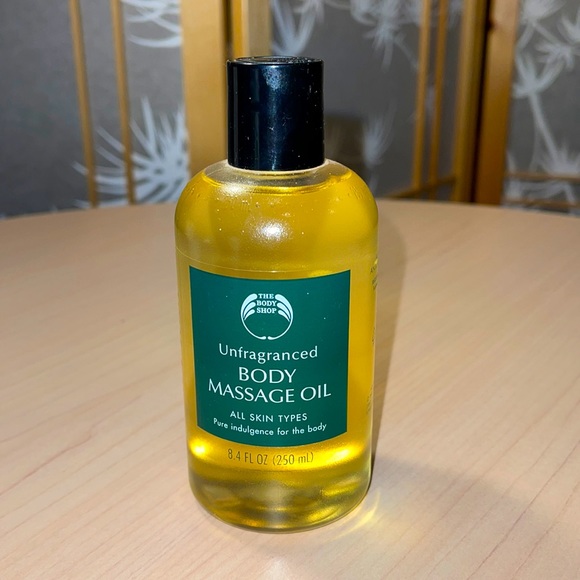 THE
BODY
SHOP
Unfragranced
BODY
MASSAGE OIL
ALL SKIN TYPES
Pure indulgence for the body
8.4 FL OZ (250 mL)